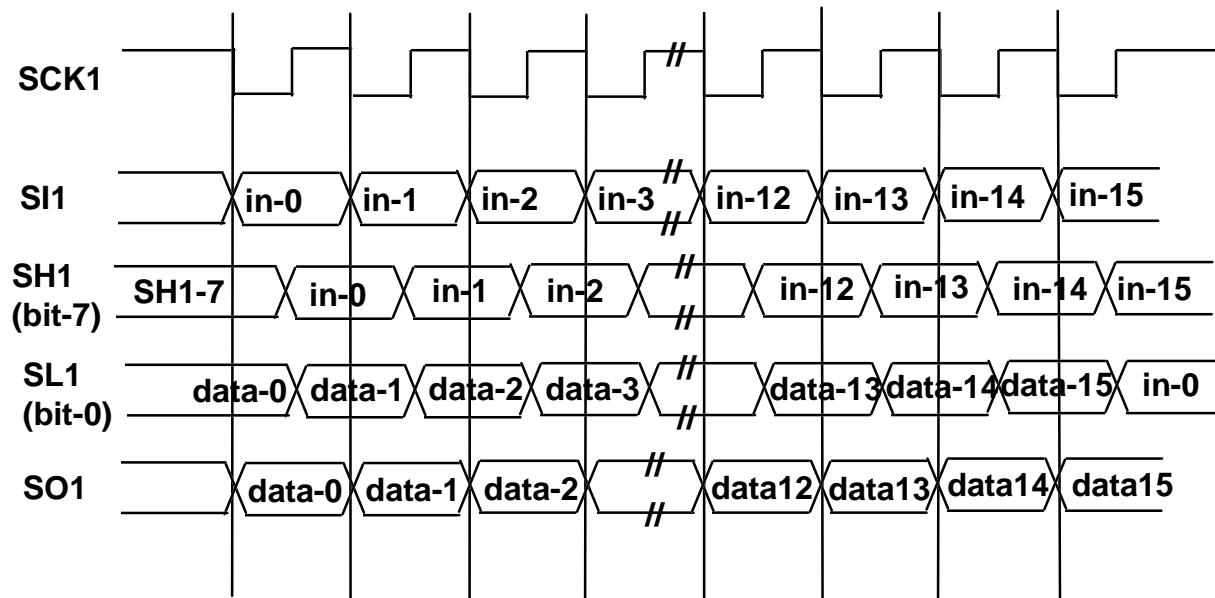 SCK1
SI1 in-0 in-1 in-2 in-3 in-12 in-13 in-14 in-15
SH1 (bit-7) SH1-7 in-0 in-1 in-2 in-12 in-13 in-14 in-15
SL1 (bit-0) data-0 data-1 data-2 data-3 data-13 data-14 data-15 in-0
SO1 data-0 data-1 data-2 data12 data13 data14 data15